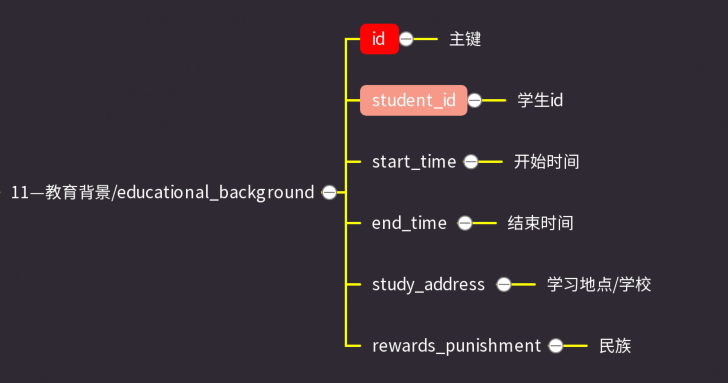 id 主键
student_id 学生id
start_time 开始时间
11—教育背景/educational_background
end_time 结束时间
study_address 学习地点/学校
rewards_punishment 民族